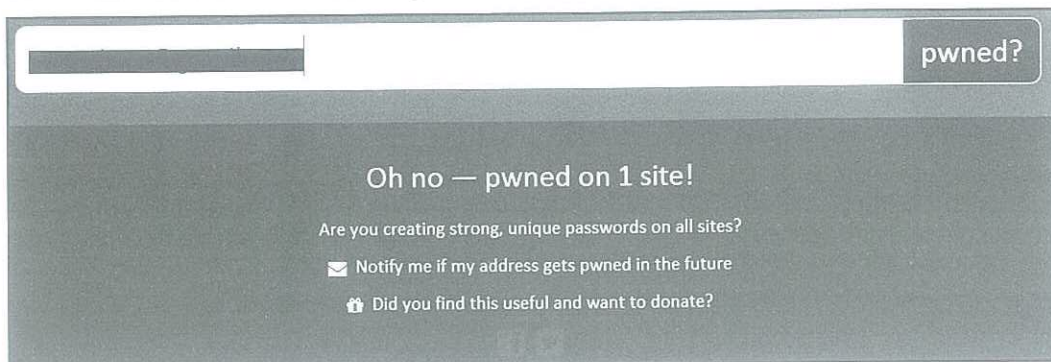 pwned?
Oh no — pwned on 1 site!
Are you creating strong, unique passwords on all sites?
Notify me if my address gets pwned in the future
Did you find this useful and want to donate?